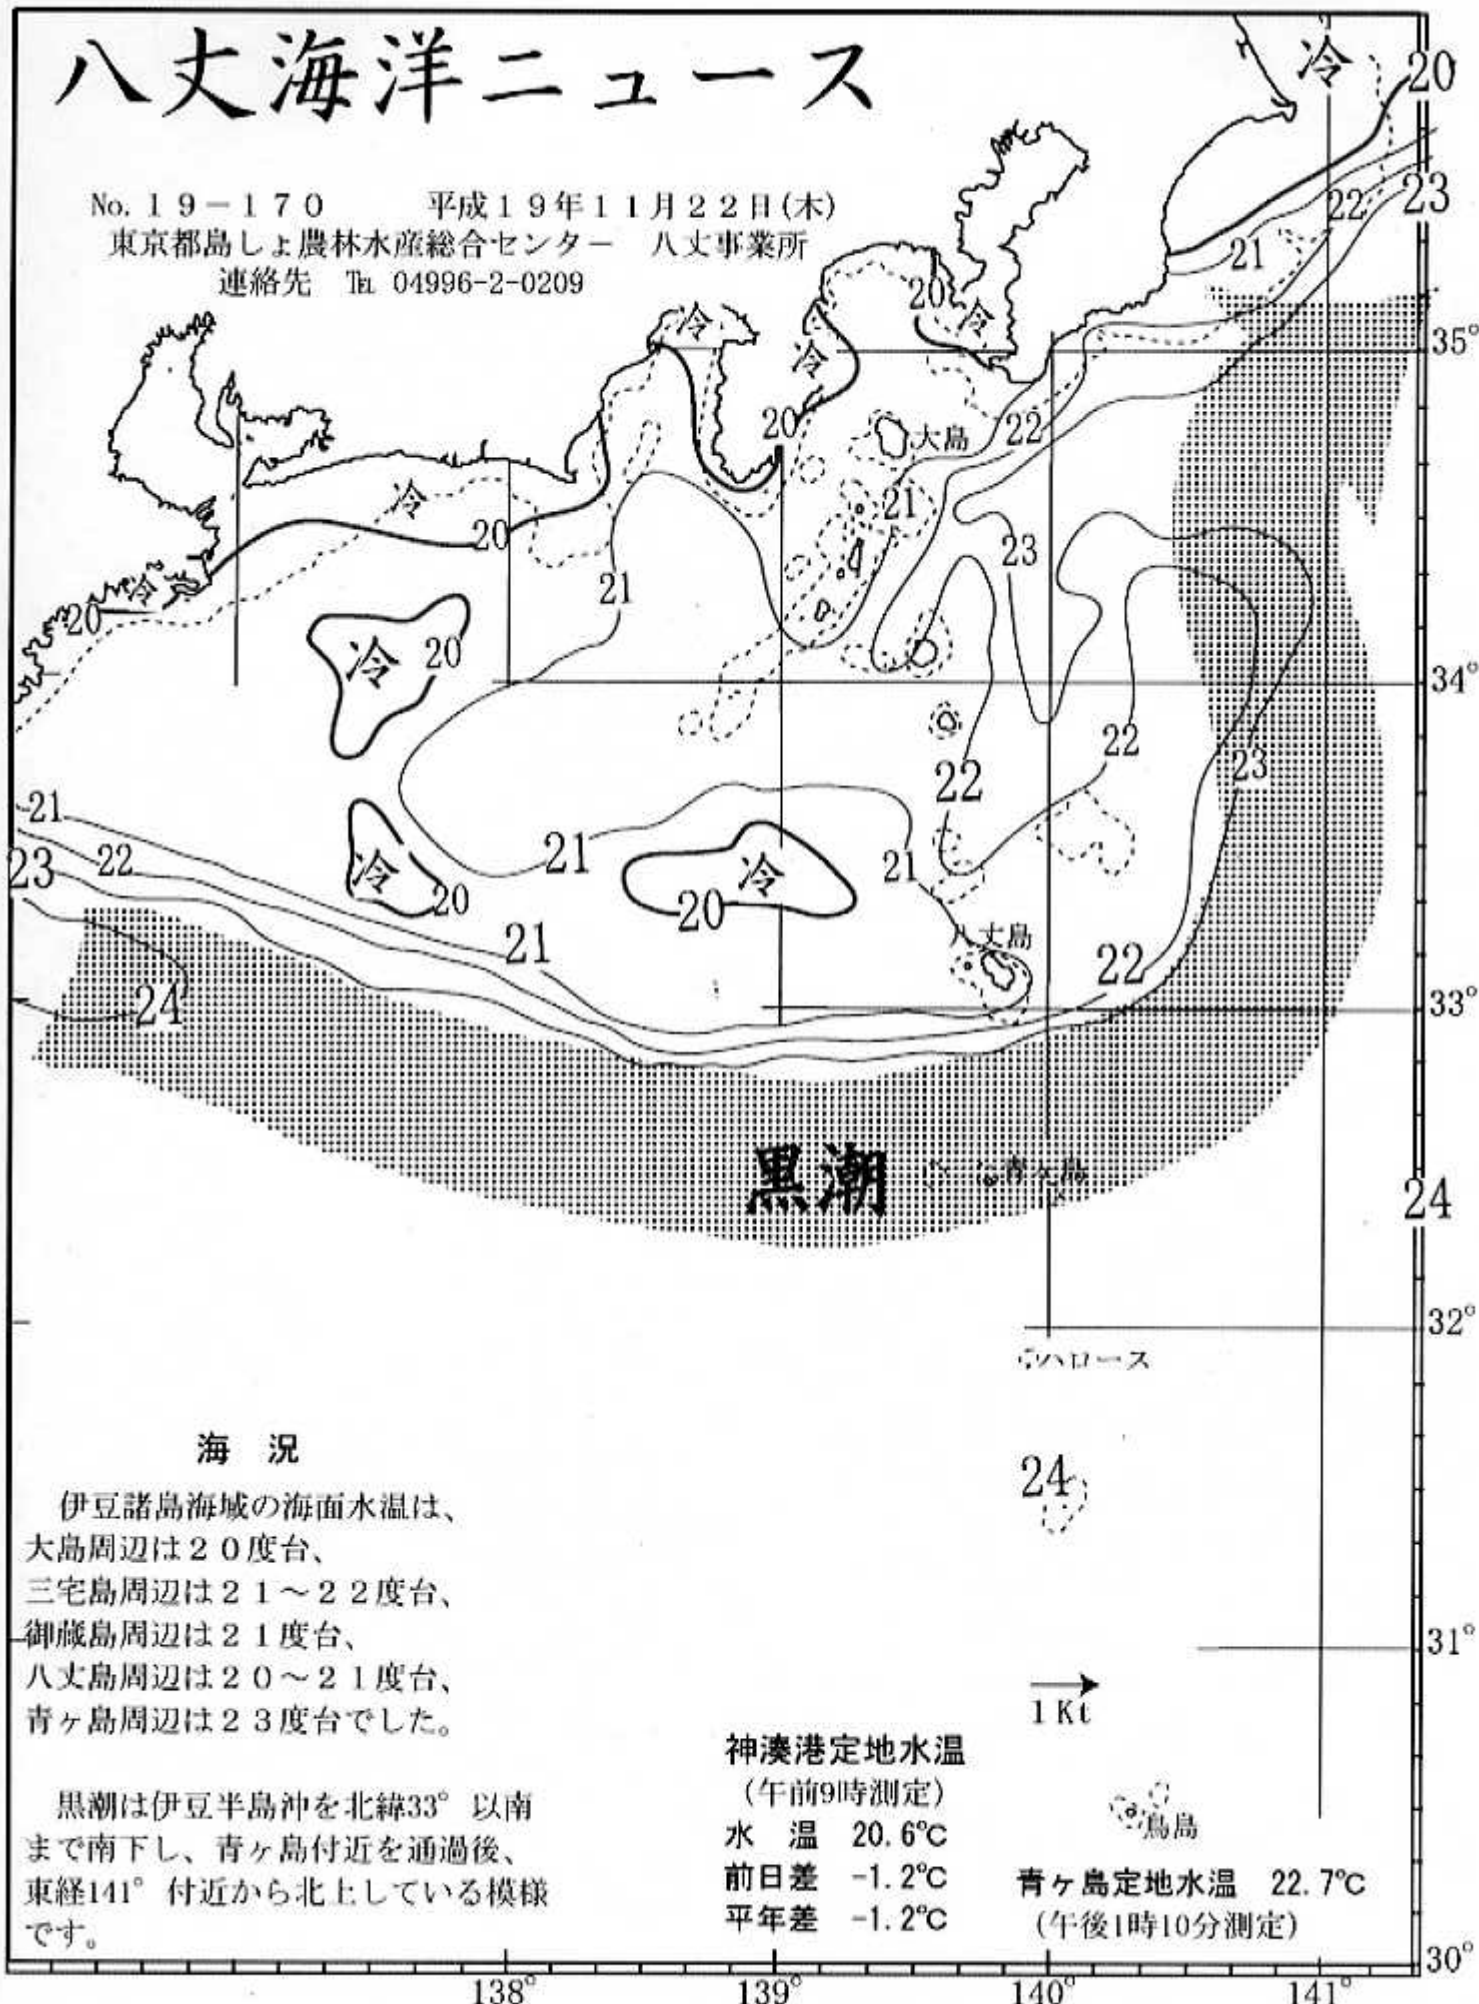 八丈海洋ニュース
No. 19-170 平成19年11月22日(木)
東京都島しょ農林水産総合センター 八丈事業所
連絡先 ℡ 04996-2-0209
冷
20
22
23
21
20
冷
冷
冷
35°
20
22
大島
冷
21
20
23
21
冷
20
冷
20
34°
22
23
22
21
21
22
23
冷
20
冷
20
21
21
八丈島
22
24
33°
黒潮
青ヶ島
24
32°
ハロース
24
海 況
伊豆諸島海域の海面水温は、
大島周辺は20度台、
三宅島周辺は21~22度台、
御蔵島周辺は21度台、
八丈島周辺は20~21度台、
青ヶ島周辺は23度台でした。
31°
1 Kt
黒潮は伊豆半島沖を北緯33° 以南
まで南下し、青ヶ島付近を通過後、
東経141° 付近から北上している模様
です。
神湊港定地水温
(午前9時測定)
水 温 20.6℃
前日差 -1.2℃
平年差 -1.2℃
鳥島
青ヶ島定地水温 22.7℃
(午後1時10分測定)
30°
138°
139°
140°
141°